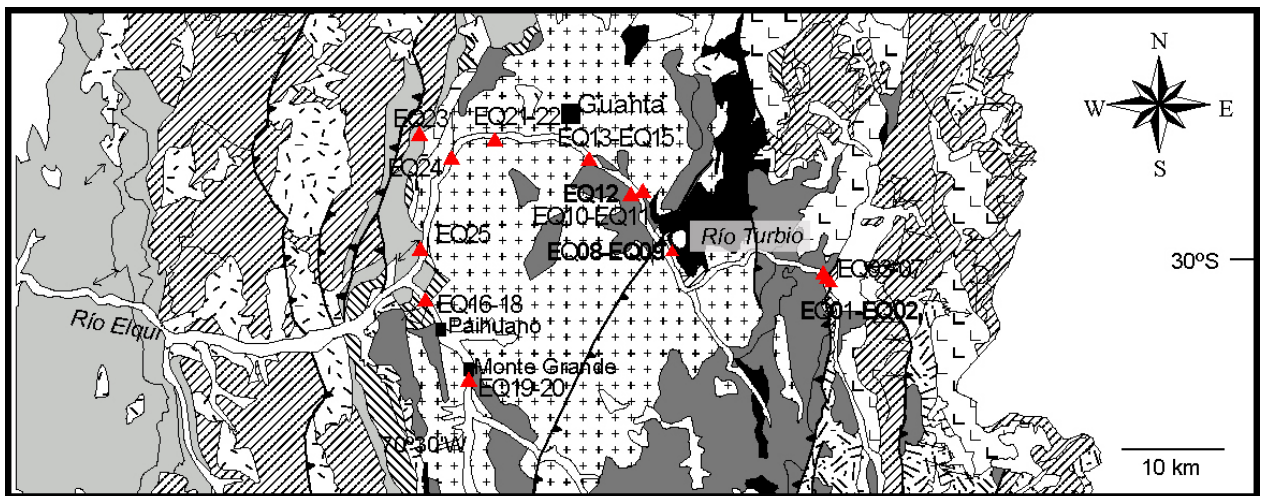 N
W E
S
Guanta
EQ23
EQ21-22
EQ13-EQ15
EQ24
EQ12
EQ10-EQ11
Río Turbio
EQ25
EQ08-EQ09
30ºS
EQ03-07
EQ16-18
EQ01-EQ02
Río Elqui
Paihuano
Monte Grande
EQ19-20
70º30'W
10 km